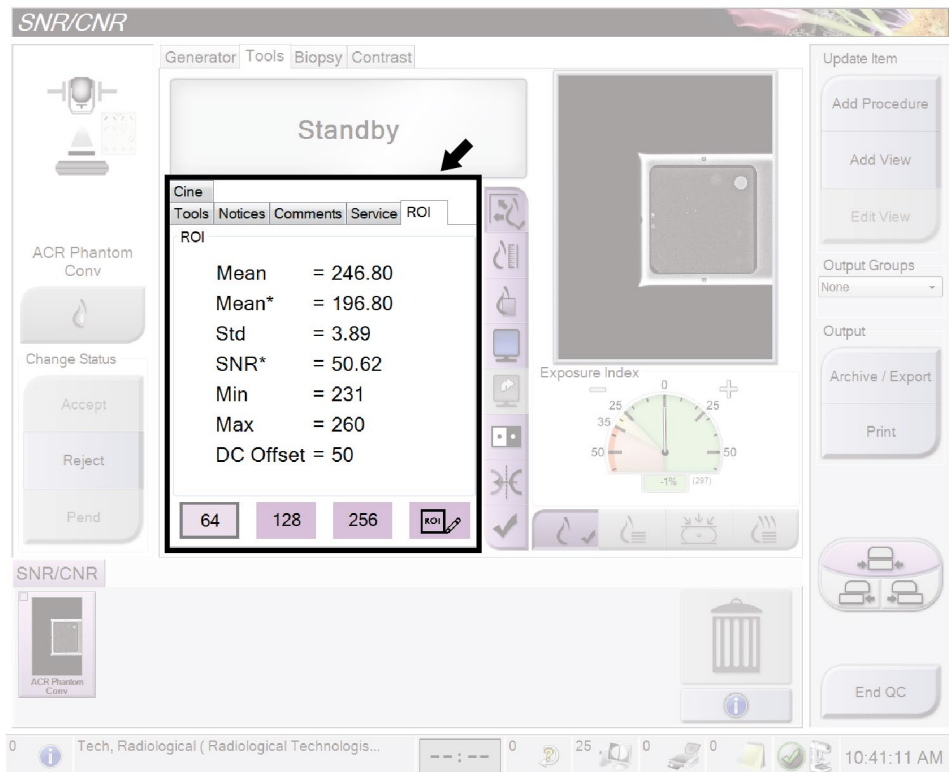 SNR/CNR
Generator Tools Biopsy Contrast
Standby
ACR Phantom
Conv
Change Status
Accept
Reject
Pend
Cine
Tools Notices Comments Service ROI
ROI
Mean = 246.80
Mean* = 196.80
Std = 3.89
SNR* = 50.62
Min = 231
Max = 260
DC Offset = 50
64 128 256 ROI
Exposure Index
0
25 25
35
50 50
-1% (297)
Update Item
Add Procedure
Add View
Edit View
Output Groups
None
Output
Archive / Export
Print
SNR/CNR
ACR Phantom
Conv
End QC
0 Tech, Radiological ( Radiological Technologis... --:-- 0 25 0 0 10:41:11 AM